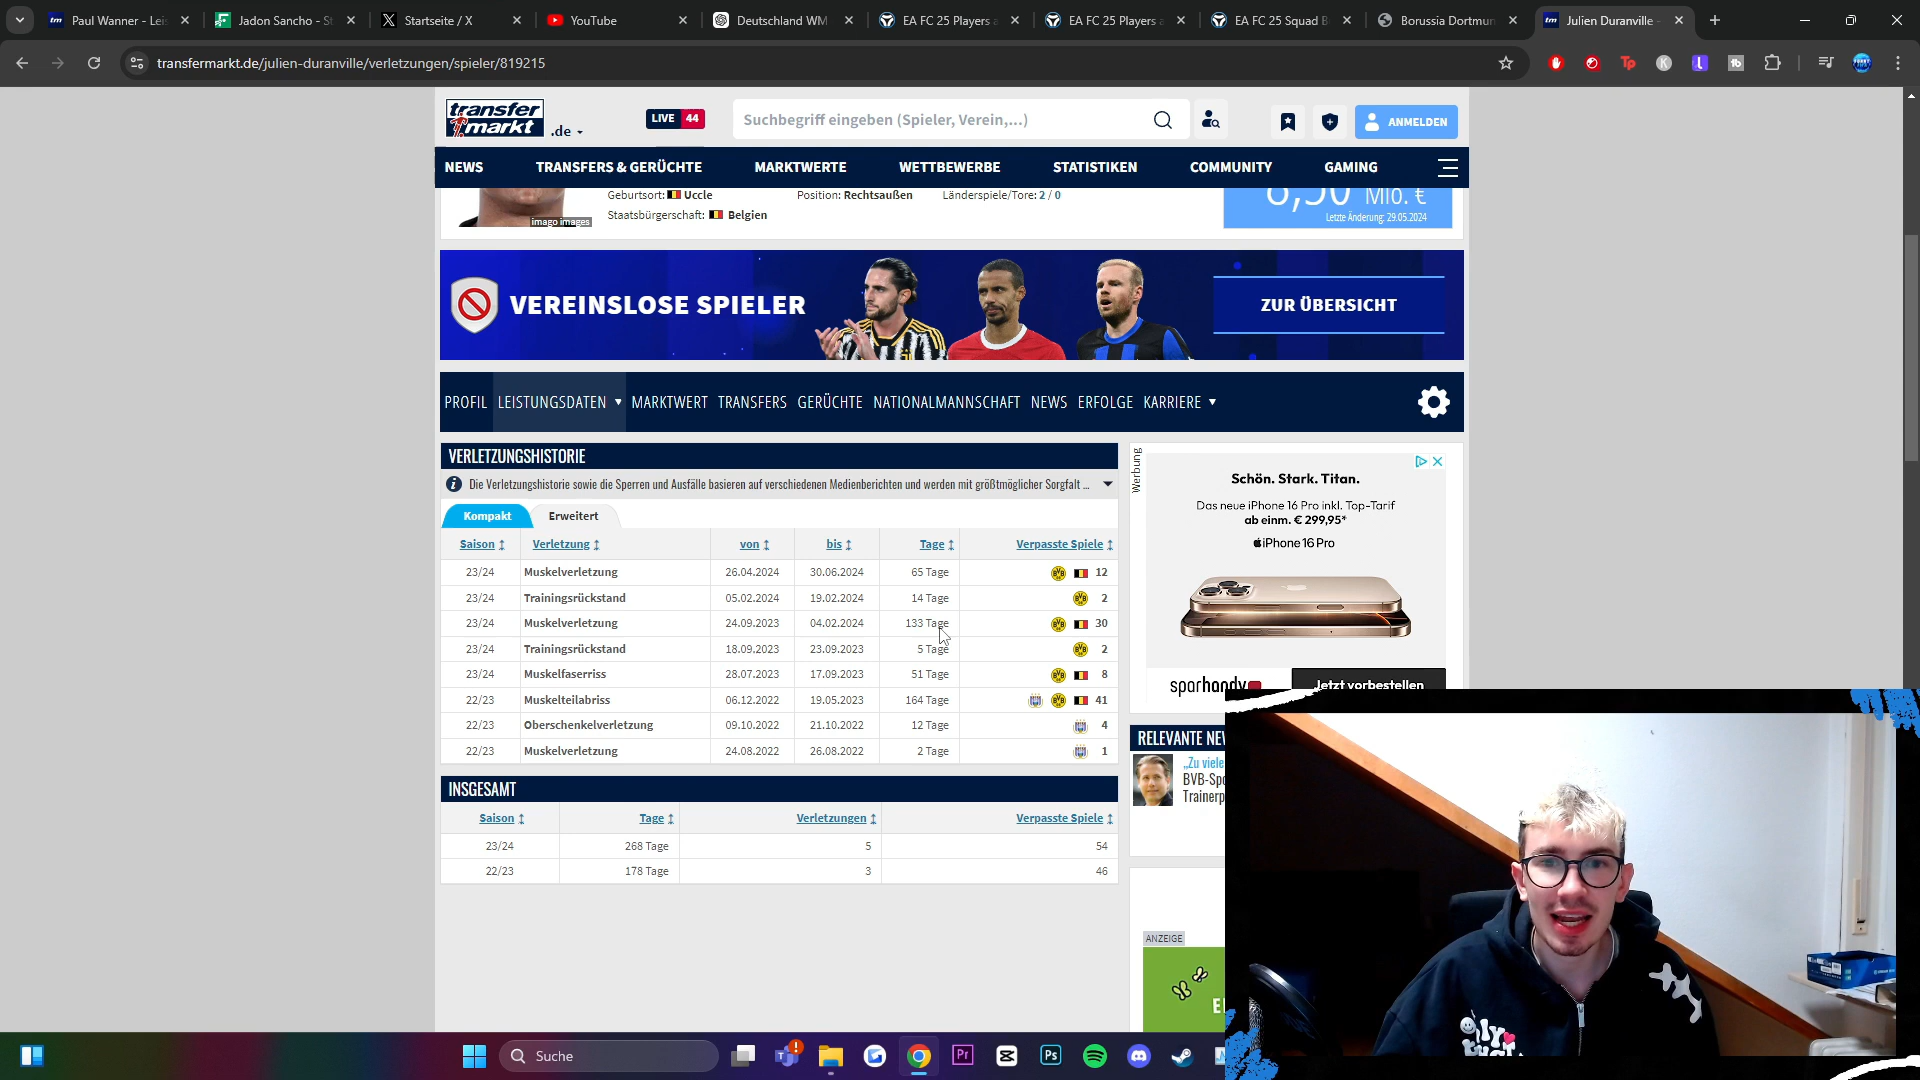 Paul Wanner - Leis
Jadon Sancho - St
Startseite / X
YouTube
Deutschland WM
EA FC 25 Players a
EA FC 25 Players a
EA FC 25 Squad B
Borussia Dortmun
Julien Duranville -
transfermarkt.de/julien-duranville/verletzungen/spieler/819215
transfermarkt .de
LIVE 44
Suchbegriff eingeben (Spieler, Verein,...)
ANMELDEN
NEWS TRANSFERS & GERÜCHTE MARKTWERTE WETTBEWERBE STATISTIKEN COMMUNITY GAMING
imago images
Geburtsort: Uccle
Staatsbürgerschaft: Belgien
Position: Rechtsaußen
Länderspiele/Tore: 2 / 0
8,50 Mio. €
Letzte Änderung: 29.05.2024
VEREINSLOSE SPIELER
ZUR ÜBERSICHT
PROFIL LEISTUNGSDATEN MARKTWERT TRANSFERS GERÜCHTE NATIONALMANNSCHAFT NEWS ERFOLGE KARRIERE
VERLETZUNGSHISTORIE
Die Verletzungshistorie sowie die Sperren und Ausfälle basieren auf verschiedenen Medienberichten und werden mit größtmöglicher Sorgfalt ...
Kompakt Erweitert
Saison Verletzung von bis Tage Verpasste Spiele
23/24 Muskelverletzung 26.04.2024 30.06.2024 65 Tage 12
23/24 Trainingsrückstand 05.02.2024 19.02.2024 14 Tage 2
23/24 Muskelverletzung 24.09.2023 04.02.2024 133 Tage 30
23/24 Trainingsrückstand 18.09.2023 23.09.2023 5 Tage 2
23/24 Muskelfaserriss 28.07.2023 17.09.2023 51 Tage 8
22/23 Muskelteilabriss 06.12.2022 19.05.2023 164 Tage 41
22/23 Oberschenkelverletzung 09.10.2022 21.10.2022 12 Tage 4
22/23 Muskelverletzung 24.08.2022 26.08.2022 2 Tage 1
INSGESAMT
Saison Tage Verletzungen Verpasste Spiele
23/24 268 Tage 5 54
22/23 178 Tage 3 46
Werbung
Schön. Stark. Titan.
Das neue iPhone 16 Pro inkl. Top-Tarif
ab einm. € 299,95*
iPhone 16 Pro
sparhandy
Jetzt vorbestellen
RELEVANTE NEW
„Zu viele
BVB-Spo
Trainerp
ANZEIGE
Suche